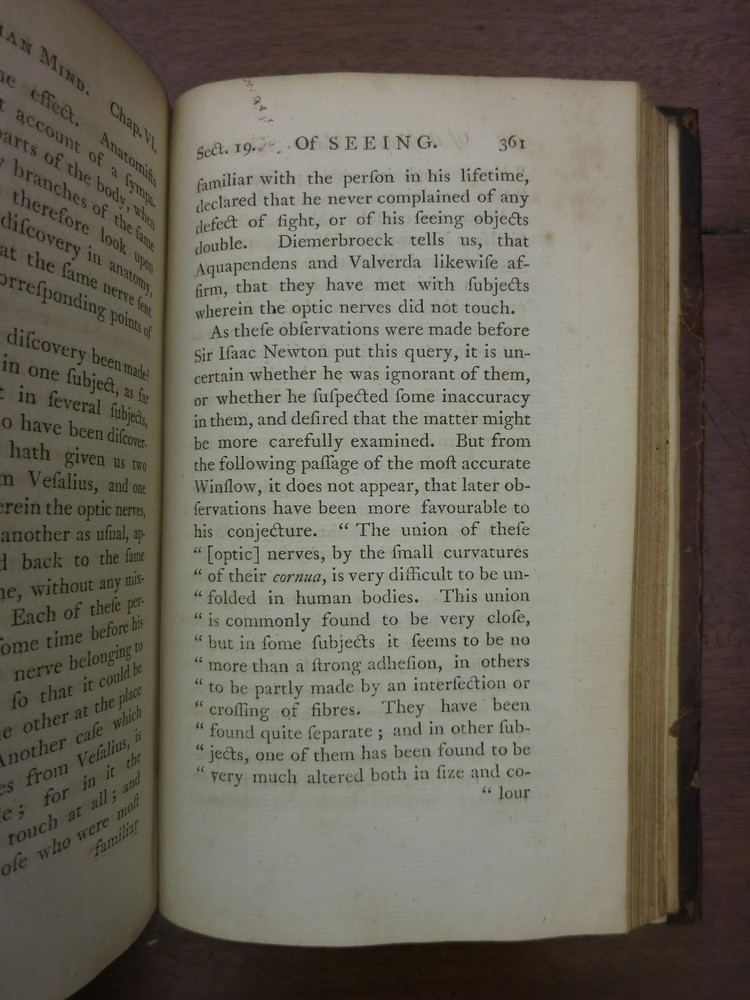 AN MIND. Chap. VI.
effect. Anatomists
account of a sympa-
parts of the body, when
branches of the ſame
therefore look upon
diſcovery in anatomy,
at the ſame nerve ſent
orreſponding points of
diſcovery been made?
in one ſubject, as far
in ſeveral ſubjects,
o have been diſcover-
hath given us two
m Veſalius, and one
erein the optic nerves,
another as uſual, ap-
d back to the ſame
ne, without any miſ-
Each of theſe per-
ſome time before his
nerve belonging to
ſo that it could be
e other at the place
Another caſe which
es from Veſalius, is
e; for in it the
touch at all; and
oſe who were moſt
familiar
Sect. 19. Of SEEING. 361
familiar with the perſon in his lifetime,
declared that he never complained of any
defect of ſight, or of his ſeeing objects
double. Diemerbroeck tells us, that
Aquapendens and Valverda likewiſe af-
firm, that they have met with ſubjects
wherein the optic nerves did not touch.
As theſe obſervations were made before
Sir Iſaac Newton put this query, it is un-
certain whether he was ignorant of them,
or whether he ſuſpected ſome inaccuracy
in them, and deſired that the matter might
be more carefully examined. But from
the following paſſage of the moſt accurate
Winſlow, it does not appear, that later ob-
ſervations have been more favourable to
his conjecture. “ The union of theſe
“ [optic] nerves, by the ſmall curvatures
“ of their cornua, is very difficult to be un-
“ folded in human bodies. This union
“ is commonly found to be very cloſe,
“ but in ſome ſubjects it ſeems to be no
“ more than a ſtrong adheſion, in others
“ to be partly made by an interſection or
“ croſſing of fibres. They have been
“ found quite ſeparate ; and in other ſub-
“ jects, one of them has been found to be
“ very much altered both in ſize and co-
“ lour